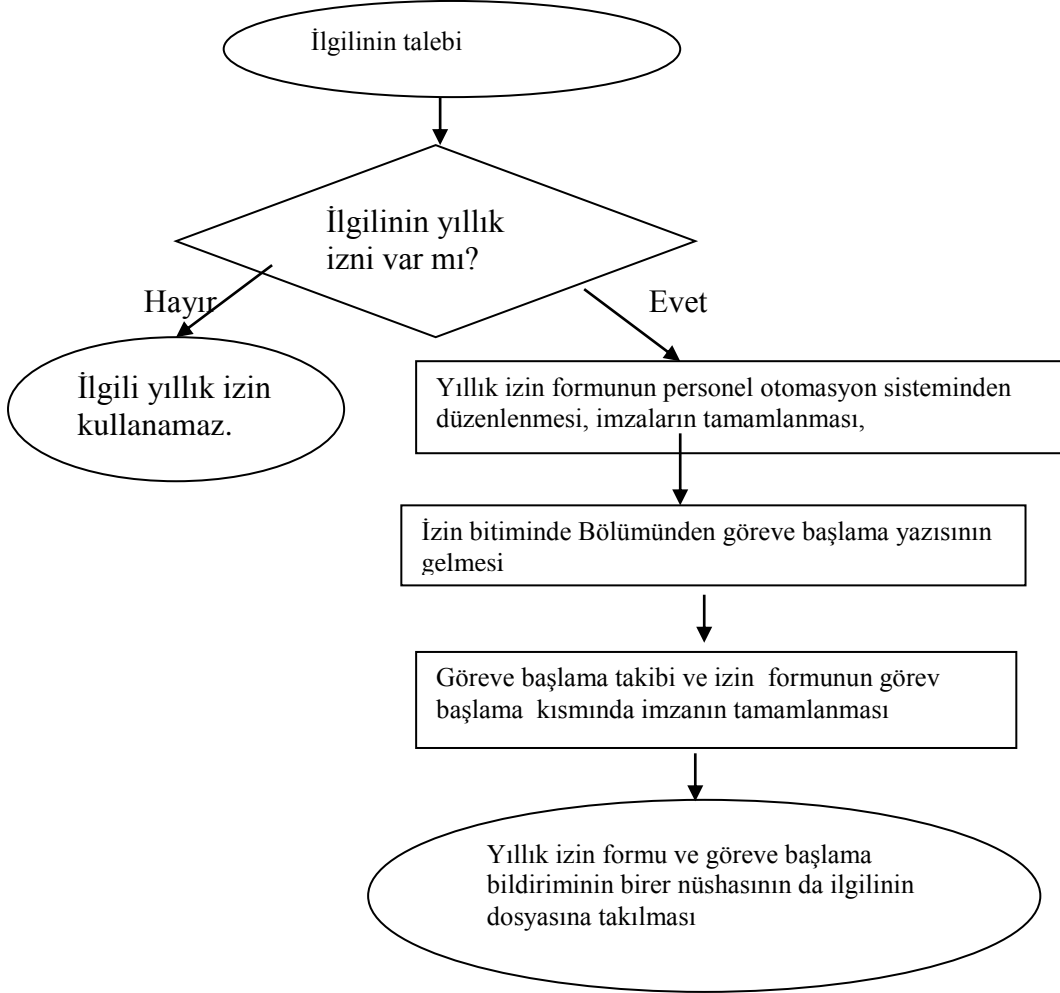 İlgilinin talebi
İlgilinin yıllık
izni var mı?
Hayır
Evet
İlgili yıllık izin
kullanamaz.
Yıllık izin formunun personel otomasyon sisteminden
düzenlenmesi, imzaların tamamlanması,
İzin bitiminde Bölümünden göreve başlama yazısının
gelmesi
Göreve başlama takibi ve izin  formunun görev
başlama  kısmında imzanın tamamlanması
Yıllık izin formu ve göreve başlama
bildiriminin birer nüshasının da ilgilinin
dosyasına takılması